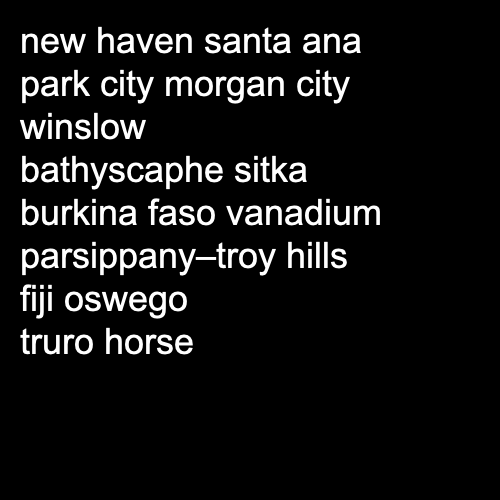 new haven santa ana
park city morgan city
winslow
bathyscaphe sitka
burkina faso vanadium
parsippany–troy hills
fiji oswego
truro horse